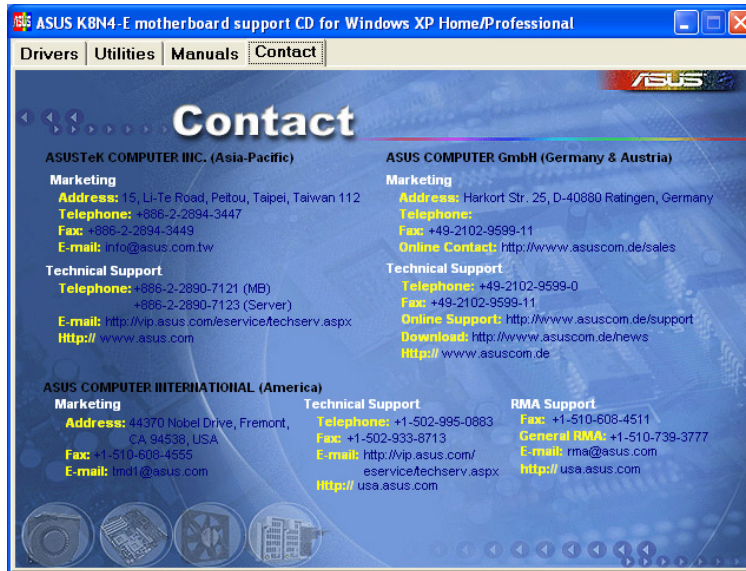 ASUS K8N4-E motherboard support CD for Windows XP Home/Professional
Drivers Utilities Manuals Contact
ASUS
Contact
ASUSTeK COMPUTER INC. (Asia-Pacific)
Marketing
Address: 15, Li-Te Road, Peitou, Taipei, Taiwan 112
Telephone: +886-2-2894-3447
Fax: +886-2-2894-3449
E-mail: info@asus.com.tw
Technical Support
Telephone: +886-2-2890-7121 (MB)
+886-2-2890-7123 (Server)
E-mail: http://vip.asus.com/eservice/techserv.aspx
Http:// www.asus.com
ASUS COMPUTER GmbH (Germany & Austria)
Marketing
Address: Harkort Str. 25, D-40880 Ratingen, Germany
Telephone:
Fax: +49-2102-9599-11
Online Contact: http://www.asuscom.de/sales
Technical Support
Telephone: +49-2102-9599-0
Fax: +49-2102-9599-11
Online Support: http://www.asuscom.de/support
Download: http://www.asuscom.de/news
Http:// www.asuscom.de
ASUS COMPUTER INTERNATIONAL (America)
Marketing
Address: 44370 Nobel Drive, Fremont,
CA 94538, USA
Fax: +1-510-608-4555
E-mail: tmd1@asus.com
Technical Support
Telephone: +1-502-995-0883
Fax: +1-502-933-8713
E-mail: http://vip.asus.com/
eservice/techserv.aspx
Http:// usa.asus.com
RMA Support
Fax: +1-510-608-4511
General RMA: +1-510-739-3777
E-mail: rma@asus.com
http:// usa.asus.com